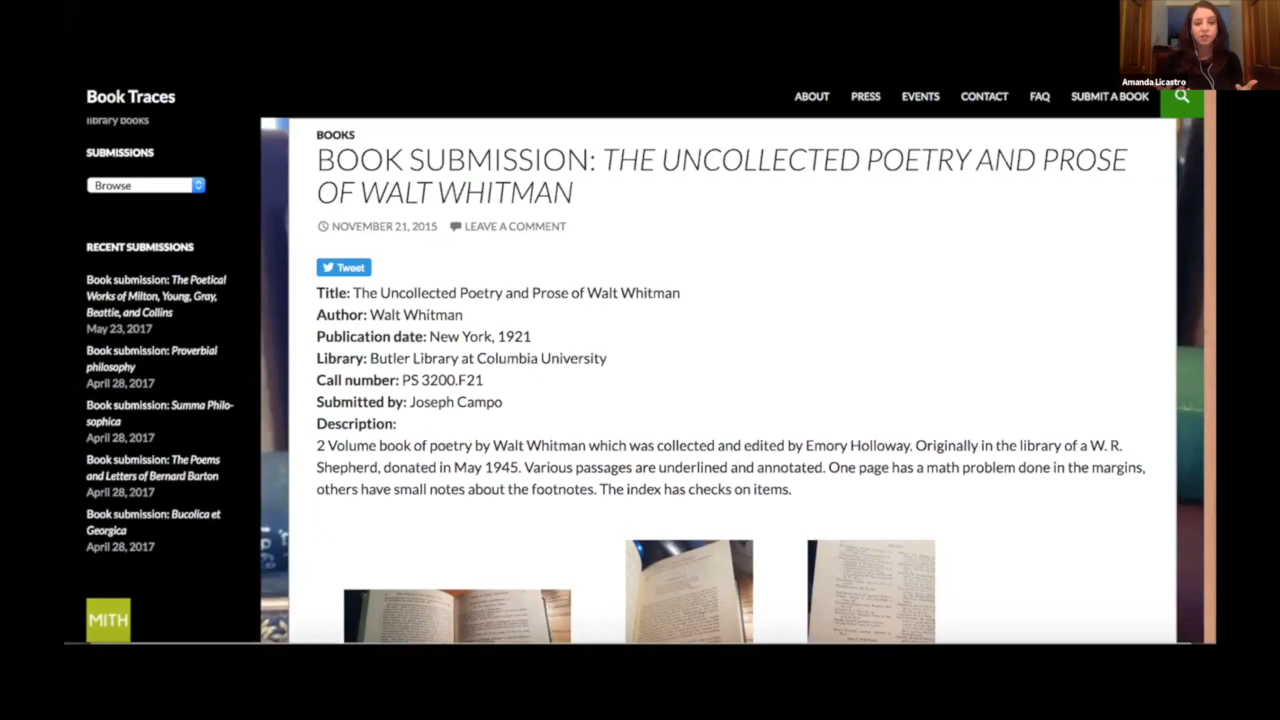 Amanda Licastro
Book Traces
ABOUT PRESS EVENTS CONTACT FAQ SUBMIT A BOOK
library books
SUBMISSIONS
Browse
RECENT SUBMISSIONS
Book submission: The Poetical
Works of Milton, Young, Gray,
Beattie, and Collins
May 23, 2017
Book submission: Proverbial
philosophy
April 28, 2017
Book submission: Summa Philo-
sophica
April 28, 2017
Book submission: The Poems
and Letters of Bernard Barton
April 28, 2017
Book submission: Bucolica et
Georgica
April 28, 2017
MITH
BOOKS
BOOK SUBMISSION: THE UNCOLLECTED POETRY AND PROSE
OF WALT WHITMAN
NOVEMBER 21, 2015 LEAVE A COMMENT
Tweet
Title: The Uncollected Poetry and Prose of Walt Whitman
Author: Walt Whitman
Publication date: New York, 1921
Library: Butler Library at Columbia University
Call number: PS 3200.F21
Submitted by: Joseph Campo
Description:
2 Volume book of poetry by Walt Whitman which was collected and edited by Emory Holloway. Originally in the library of a W. R.
Shepherd, donated in May 1945. Various passages are underlined and annotated. One page has a math problem done in the margins,
others have small notes about the footnotes. The index has checks on items.